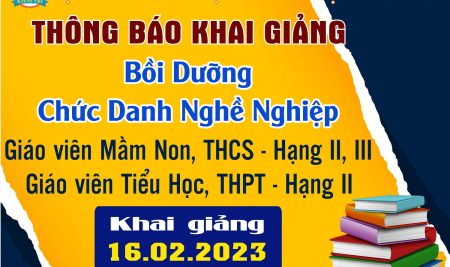 THÔNG BÁO KHAI GIẢNG
Bồi Dưỡng
Chức Danh Nghề Nghiệp
Giáo viên Mầm Non, THCS - Hạng II, III
Giáo viên Tiểu Học, THPT - Hạng II
Khai giảng
16.02.2023